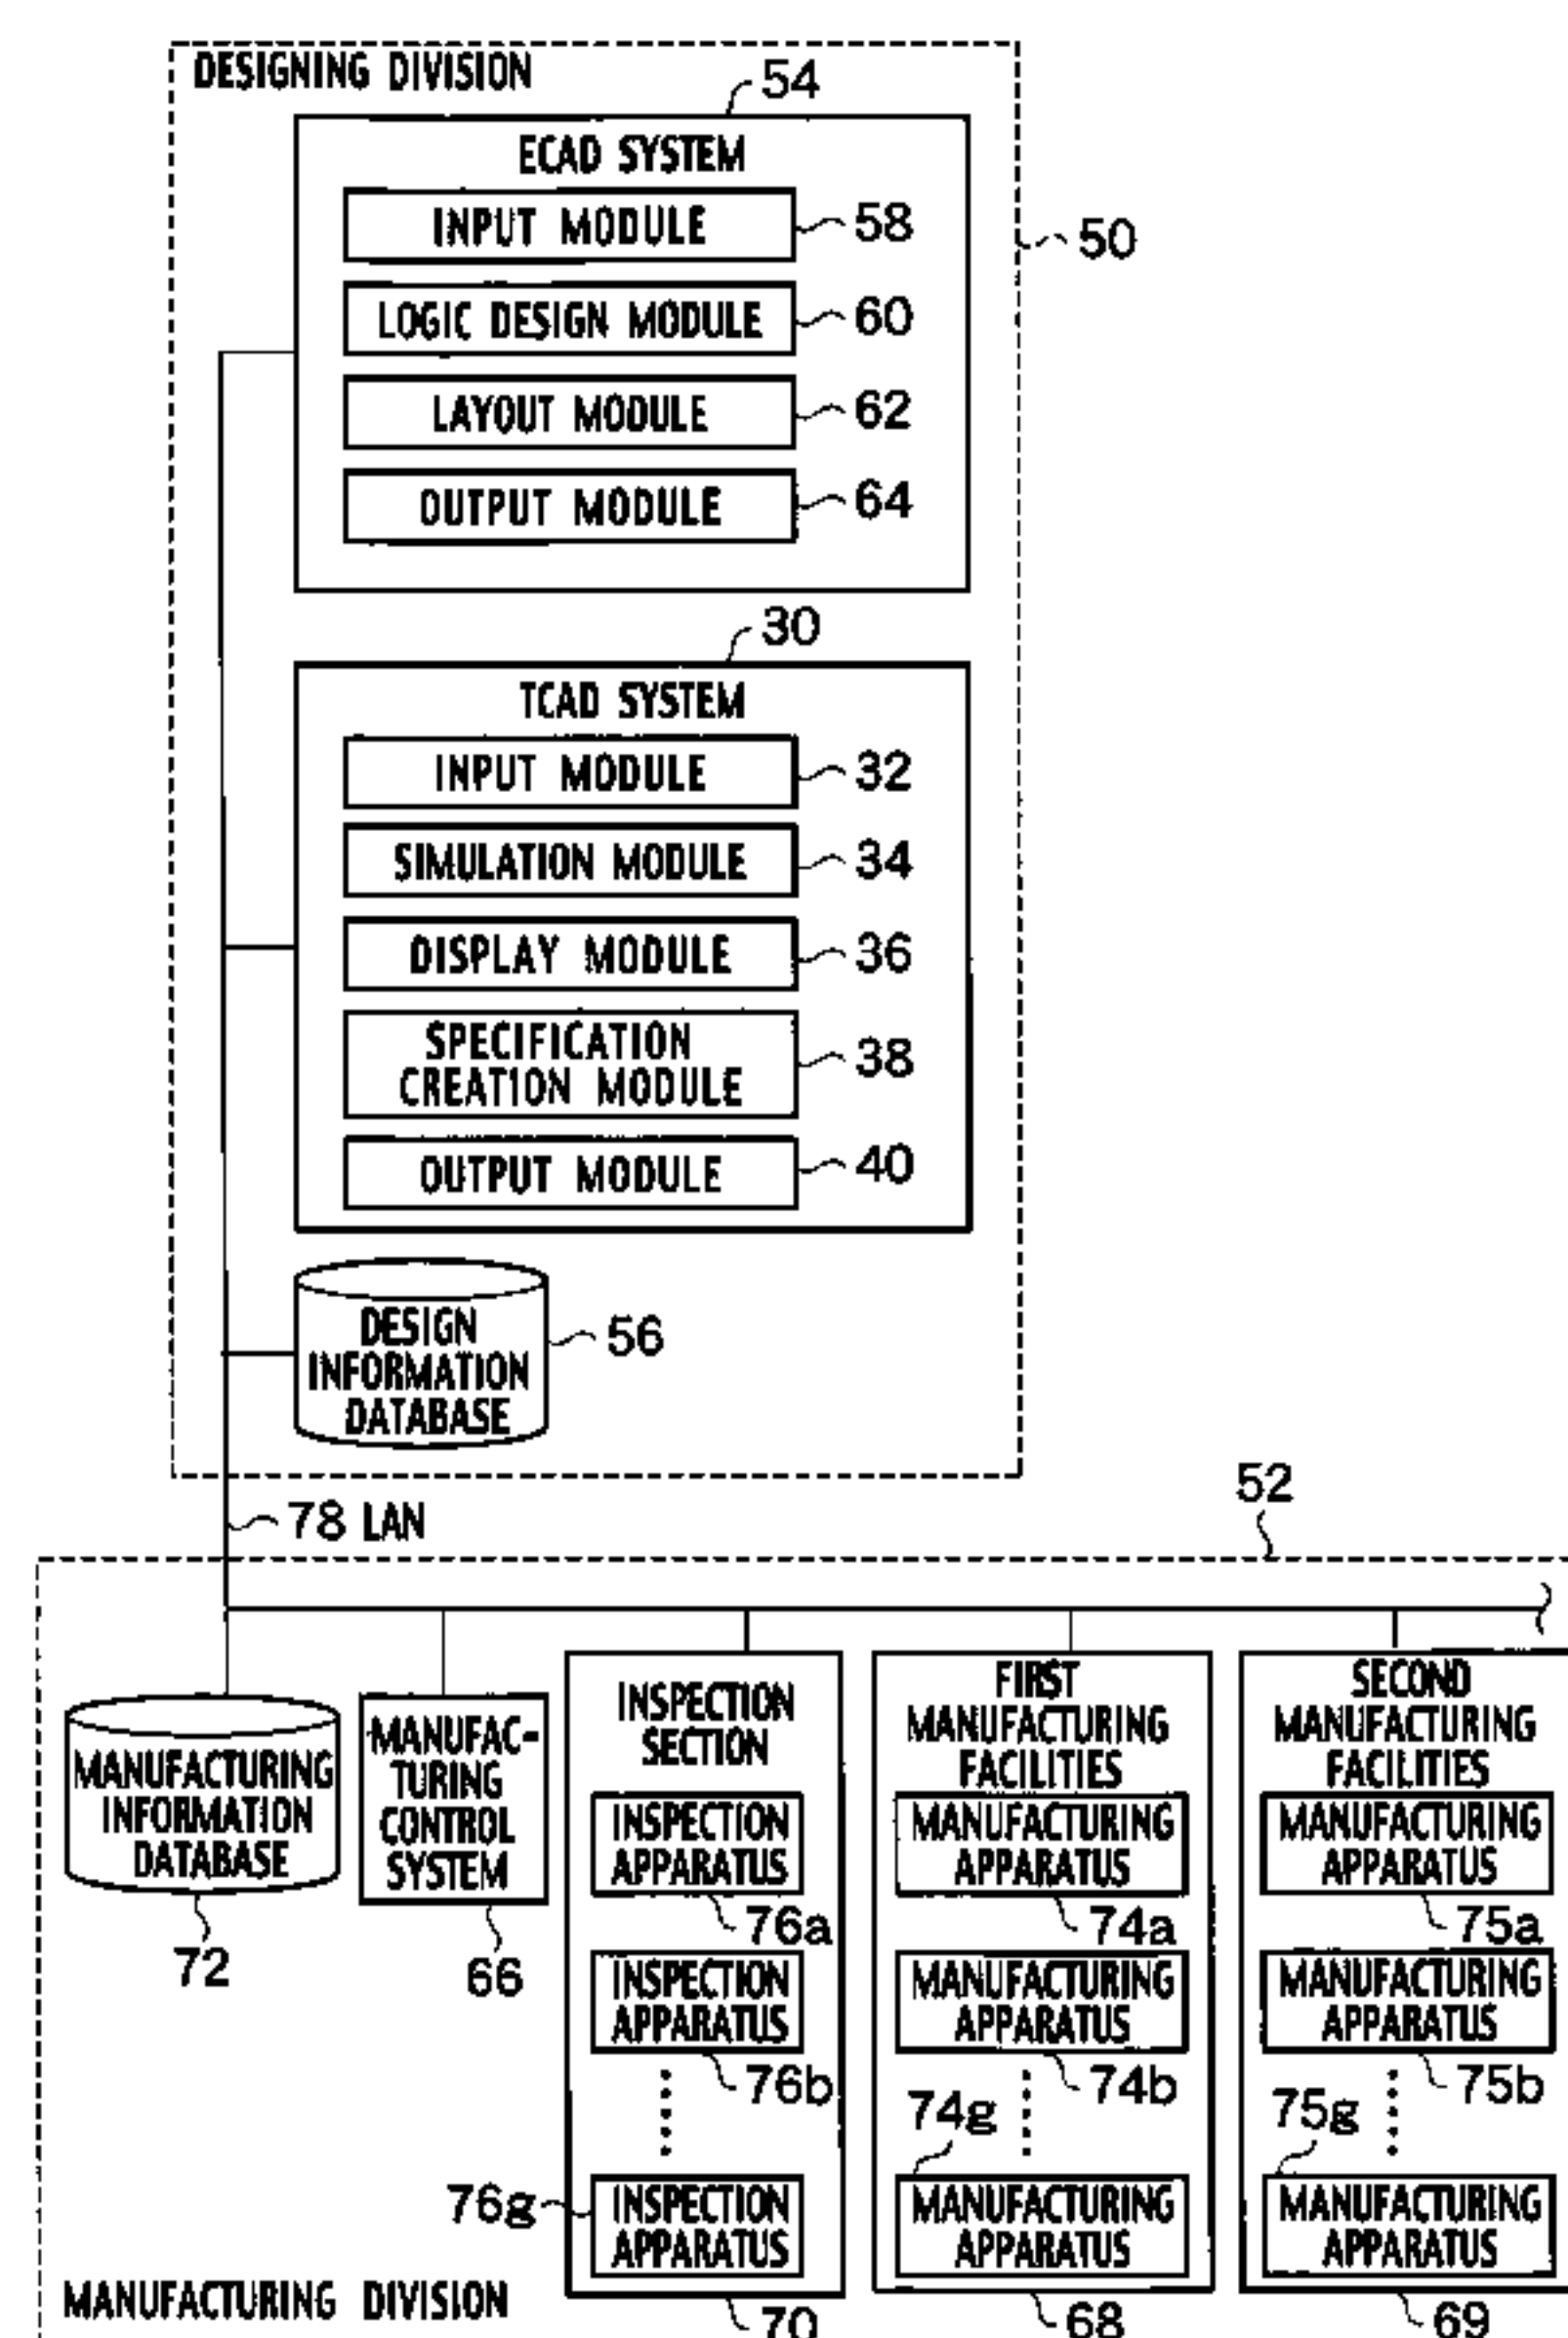 DESIGNING DIVISION
54
ECAD SYSTEM
INPUT MODULE
58
50
LOGIC DESIGN MODULE
60
LAYOUT MODULE
62
OUTPUT MODULE
64
30
TCAD SYSTEM
INPUT MODULE
32
SIMULATION MODULE
34
DISPLAY MODULE
36
SPECIFICATION
CREATION MODULE
38
OUTPUT MODULE
40
DESIGN
INFORMATION
DATABASE
56
78 LAN
52
MANUFACTURING
INFORMATION
DATABASE
72
MANUFAC-
TURING
CONTROL
SYSTEM
66
INSPECTION
SECTION
INSPECTION
APPARATUS
76a
INSPECTION
APPARATUS
76b
76g
INSPECTION
APPARATUS
70
FIRST
MANUFACTURING
FACILITIES
MANUFACTURING
APPARATUS
74a
MANUFACTURING
APPARATUS
74b
74g
MANUFACTURING
APPARATUS
68
SECOND
MANUFACTURING
FACILITIES
MANUFACTURING
APPARATUS
75a
MANUFACTURING
APPARATUS
75b
75g
MANUFACTURING
APPARATUS
69
MANUFACTURING DIVISION